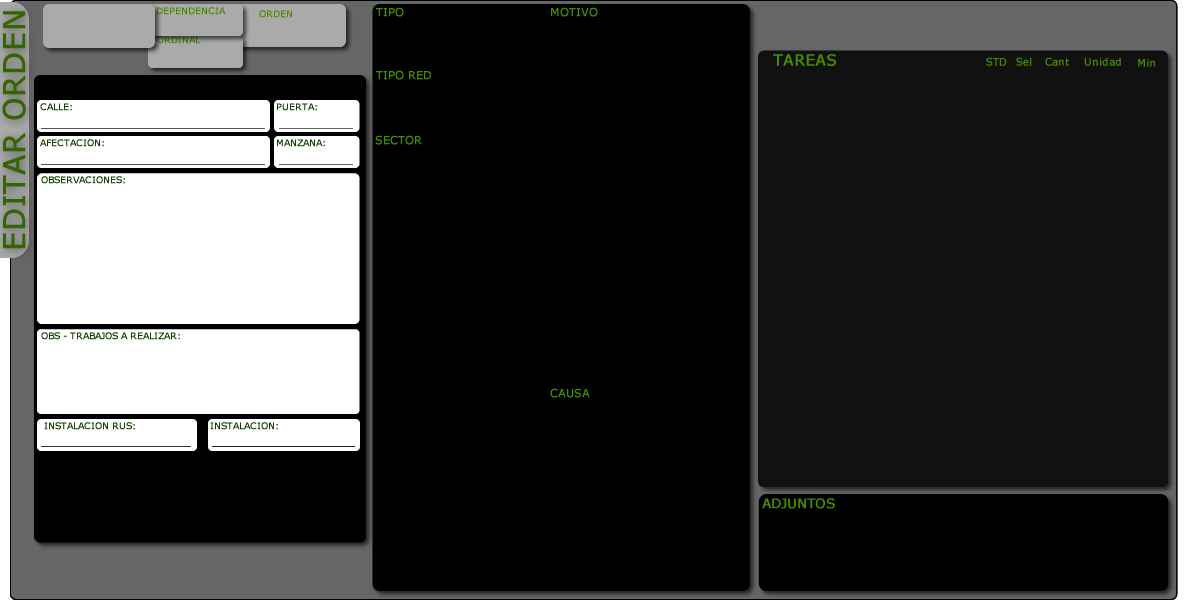 EDITAR ORDEN
DEPENDENCIA
ORDEN
ORDINAL
CALLE:
PUERTA:
AFECTACION:
MANZANA:
OBSERVACIONES:
OBS - TRABAJOS A REALIZAR:
INSTALACION RUS:
INSTALACION:
TIPO
MOTIVO
TIPO RED
SECTOR
CAUSA
TAREAS STD Sel Cant Unidad Min
ADJUNTOS